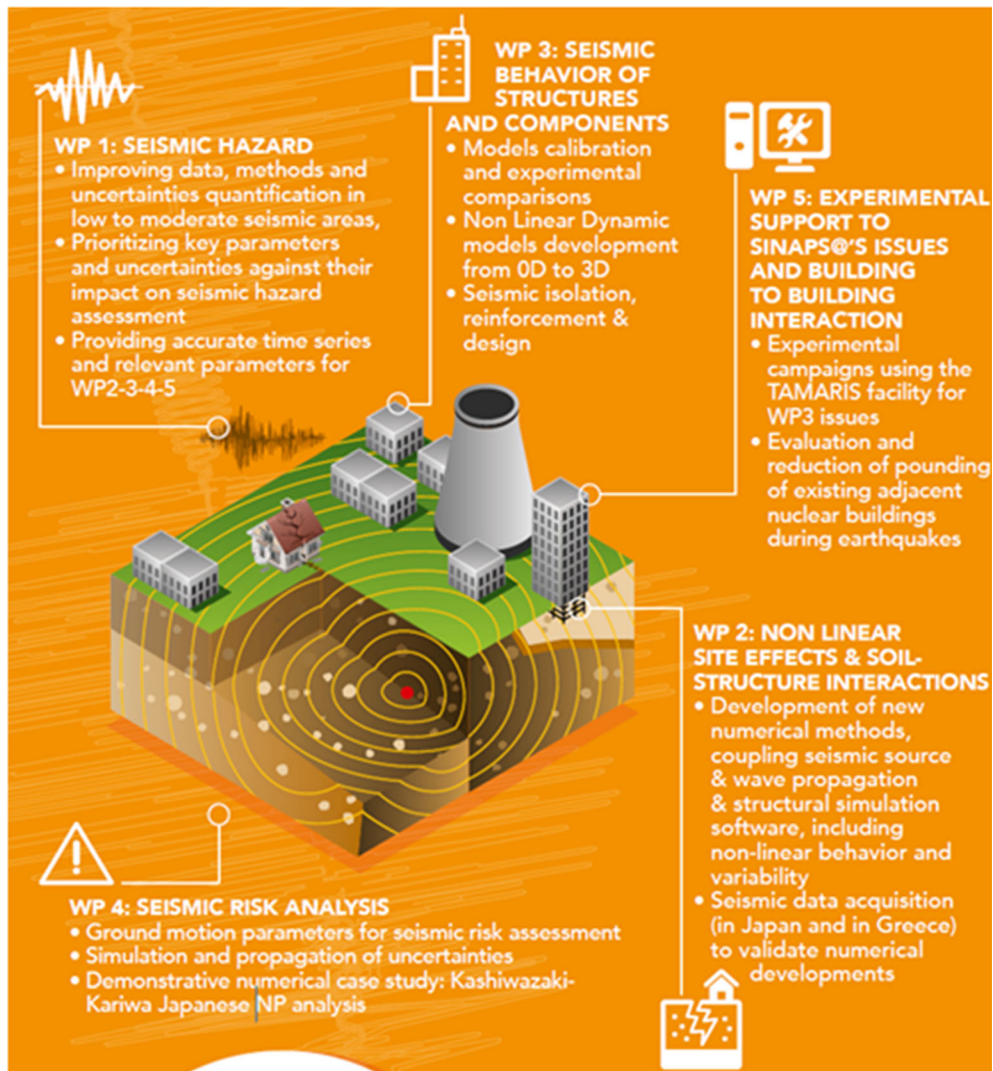 WP 1: SEISMIC HAZARD
• Improving data, methods and
uncertainties quantification in
low to moderate seismic areas,
• Prioritizing key parameters
and uncertainties against their
impact on seismic hazard
assessment
• Providing accurate time series
and relevant parameters for
WP2-3-4-5
WP 3: SEISMIC
BEHAVIOR OF
STRUCTURES
AND COMPONENTS
• Models calibration
and experimental
comparisons
• Non Linear Dynamic
models development
from 0D to 3D
• Seismic isolation,
reinforcement &
design
WP 5: EXPERIMENTAL
SUPPORT TO
SINAPS@'S ISSUES
AND BUILDING
TO BUILDING
INTERACTION
• Experimental
campaigns using the
TAMARIS facility for
WP3 issues
• Evaluation and
reduction of pounding
of existing adjacent
nuclear buildings
during earthquakes
WP 2: NON LINEAR
SITE EFFECTS & SOIL-
STRUCTURE INTERACTIONS
• Development of new
numerical methods,
coupling seismic source
& wave propagation
& structural simulation
software, including
non-linear behavior and
variability
• Seismic data acquisition
(in Japan and in Greece)
to validate numerical
developments
WP 4: SEISMIC RISK ANALYSIS
• Ground motion parameters for seismic risk assessment
• Simulation and propagation of uncertainties
• Demonstrative numerical case study: Kashiwazaki-
Kariwa Japanese NP analysis